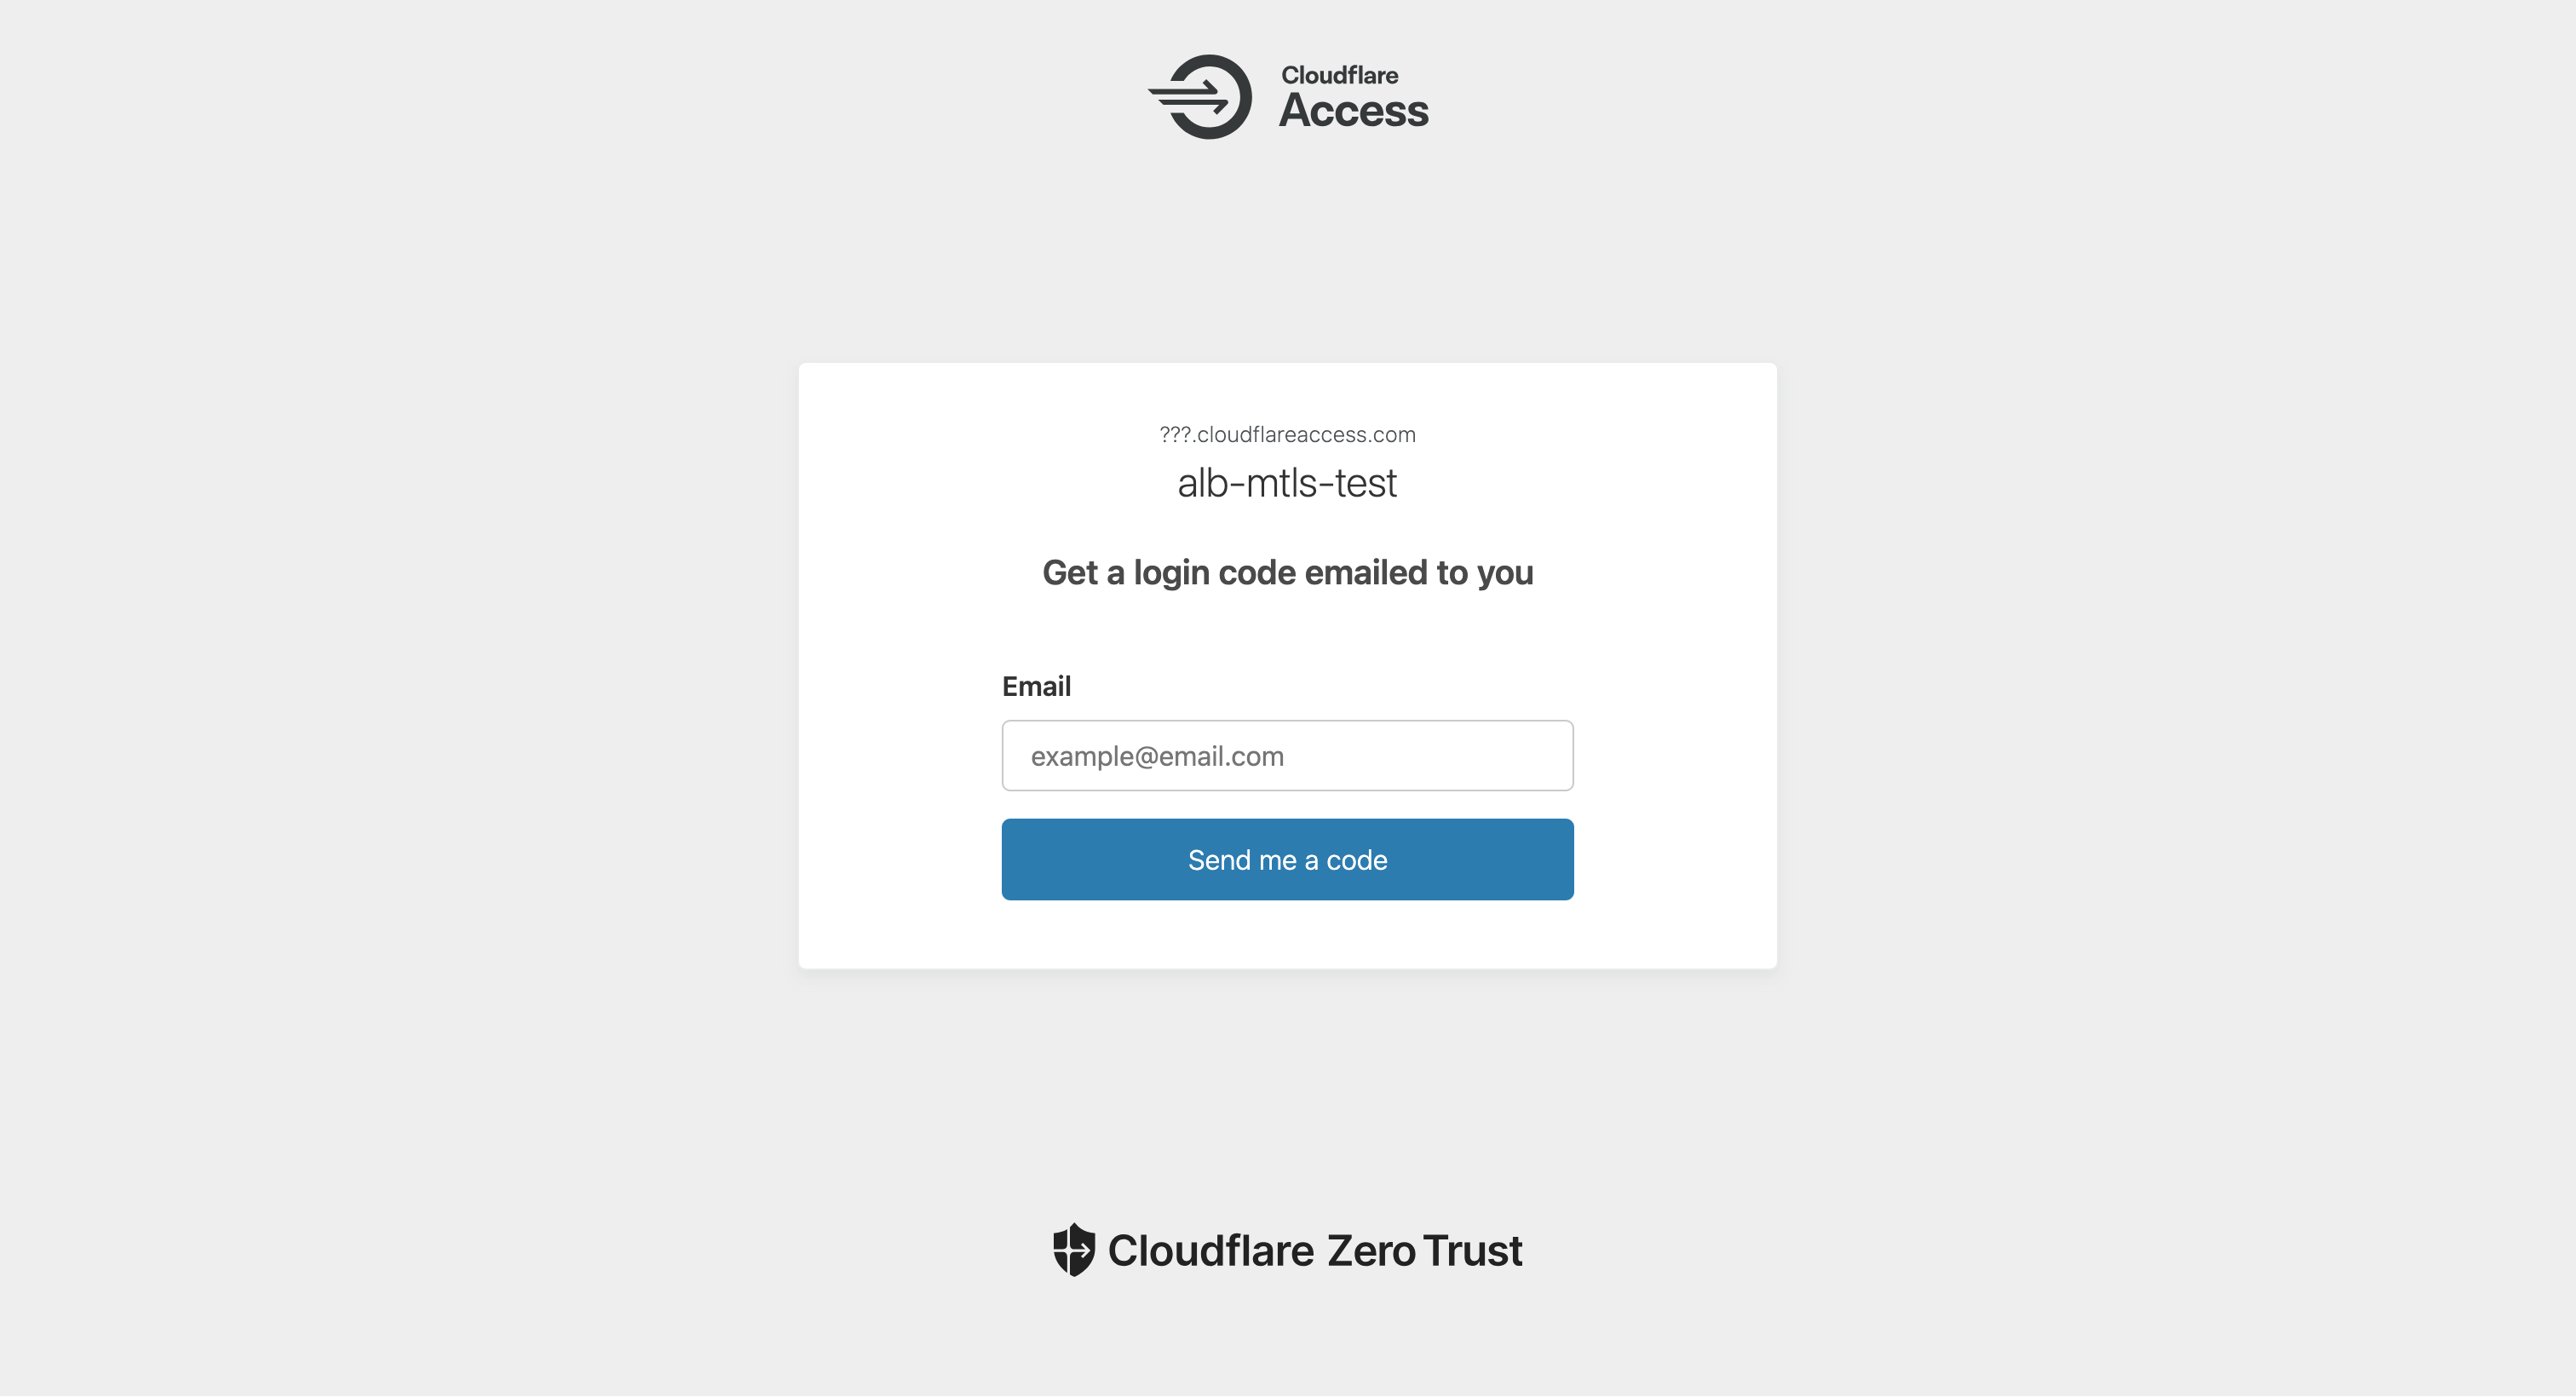 Cloudflare
Access
???.cloudflareaccess.com
alb-mtls-test
Get a login code emailed to you
Email
example@email.com
Send me a code
Cloudflare Zero Trust